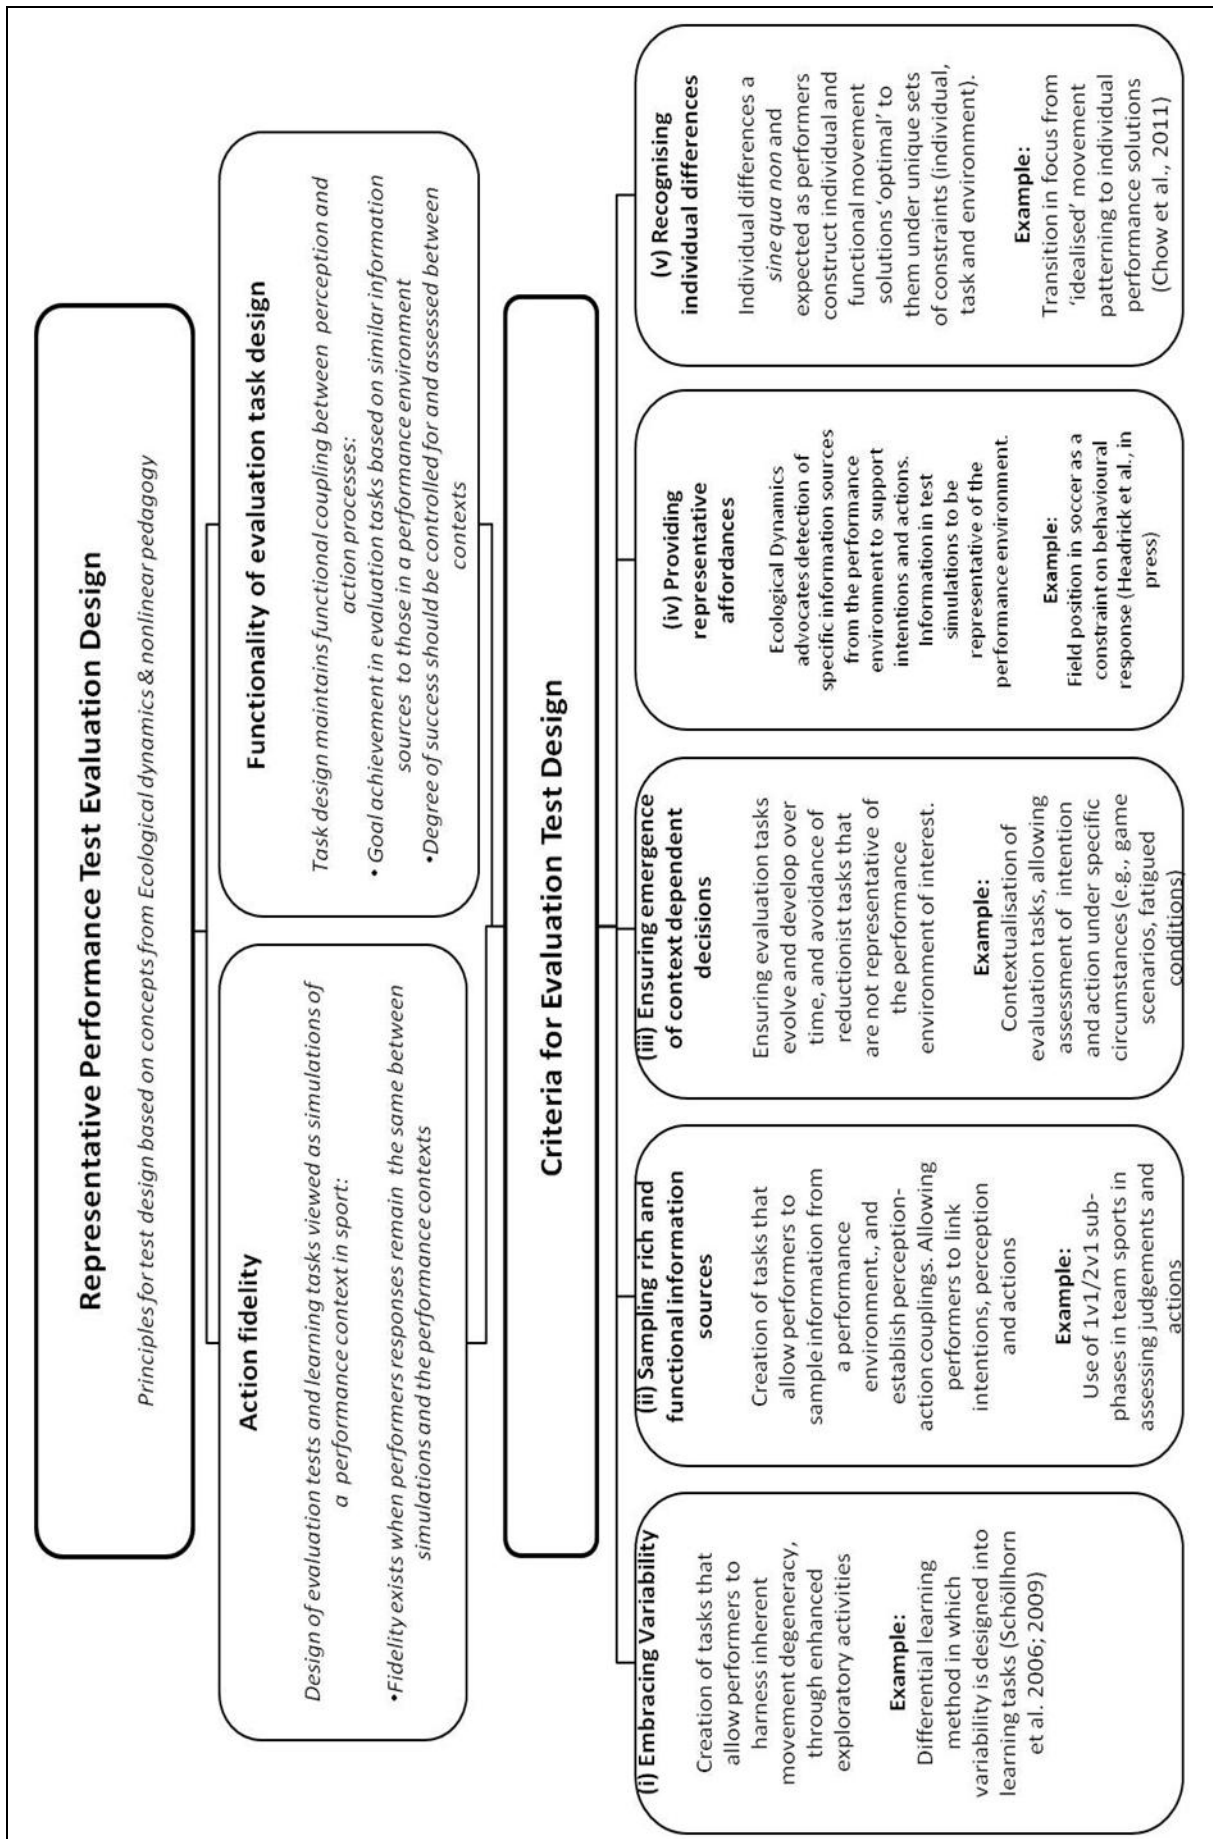 Representative Performance Test Evaluation Design
Principles for test design based on concepts from Ecological dynamics & nonlinear pedagogy
Action fidelity
Design of evaluation tests and learning tasks viewed as simulations of
a performance context in sport:
•Fidelity exists when performers responses remain the same between
simulations and the performance contexts
Functionality of evaluation task design
Task design maintains functional coupling between perception and
action processes:
• Goal achievement in evaluation tasks based on similar information
sources to those in a performance environment
•Degree of success should be controlled for and assessed between
contexts
Criteria for Evaluation Test Design
(i) Embracing Variability
Creation of tasks that
allow performers to
harness inherent
movement degeneracy,
through enhanced
exploratory activities
Example:
Differential learning
method in which
variability is designed into
learning tasks (Schöllhorn
et al. 2006; 2009)
(ii) Sampling rich and
functional information
sources
Creation of tasks that
allow performers to
sample information from
a performance
environment., and
establish perception-
action couplings. Allowing
performers to link
intentions, perception
and actions
Example:
Use of 1v1/2v1 sub-
phases in team sports in
assessing judgements and
actions
(iii) Ensuring emergence
of context dependent
decisions
Ensuring evaluation tasks
evolve and develop over
time, and avoidance of
reductionist tasks that
are not representative of
the performance
environment of interest.
Example:
Contextualisation of
evaluation tasks, allowing
assessment of intention
and action under specific
circumstances (e.g., game
scenarios, fatigued
conditions)
(iv) Providing
representative
affordances
Ecological Dynamics
advocates detection of
specific information sources
from the performance
environment to support
intentions and actions.
Information in test
simulations to be
representative of the
performance environment.
Example:
Field position in soccer as a
constraint on behavioural
response (Headrick et al., in
press)
(v) Recognising
individual differences
Individual differences a
sine qua non and
expected as performers
construct individual and
functional movement
solutions ‘optimal’ to
them under unique sets
of constraints (individual,
task and environment).
Example:
Transition in focus from
‘idealised’ movement
patterning to individual
performance solutions
(Chow et al., 2011)